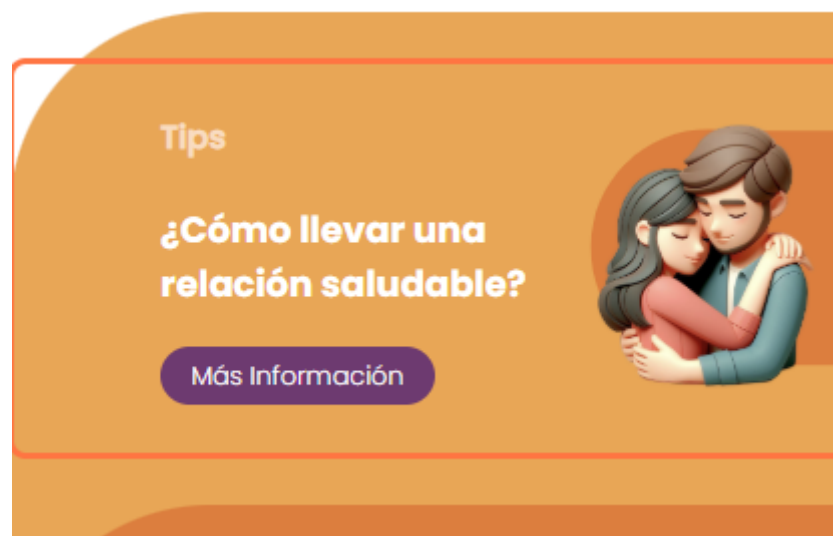 Tips
¿Cómo llevar una
relación saludable?
Más Información